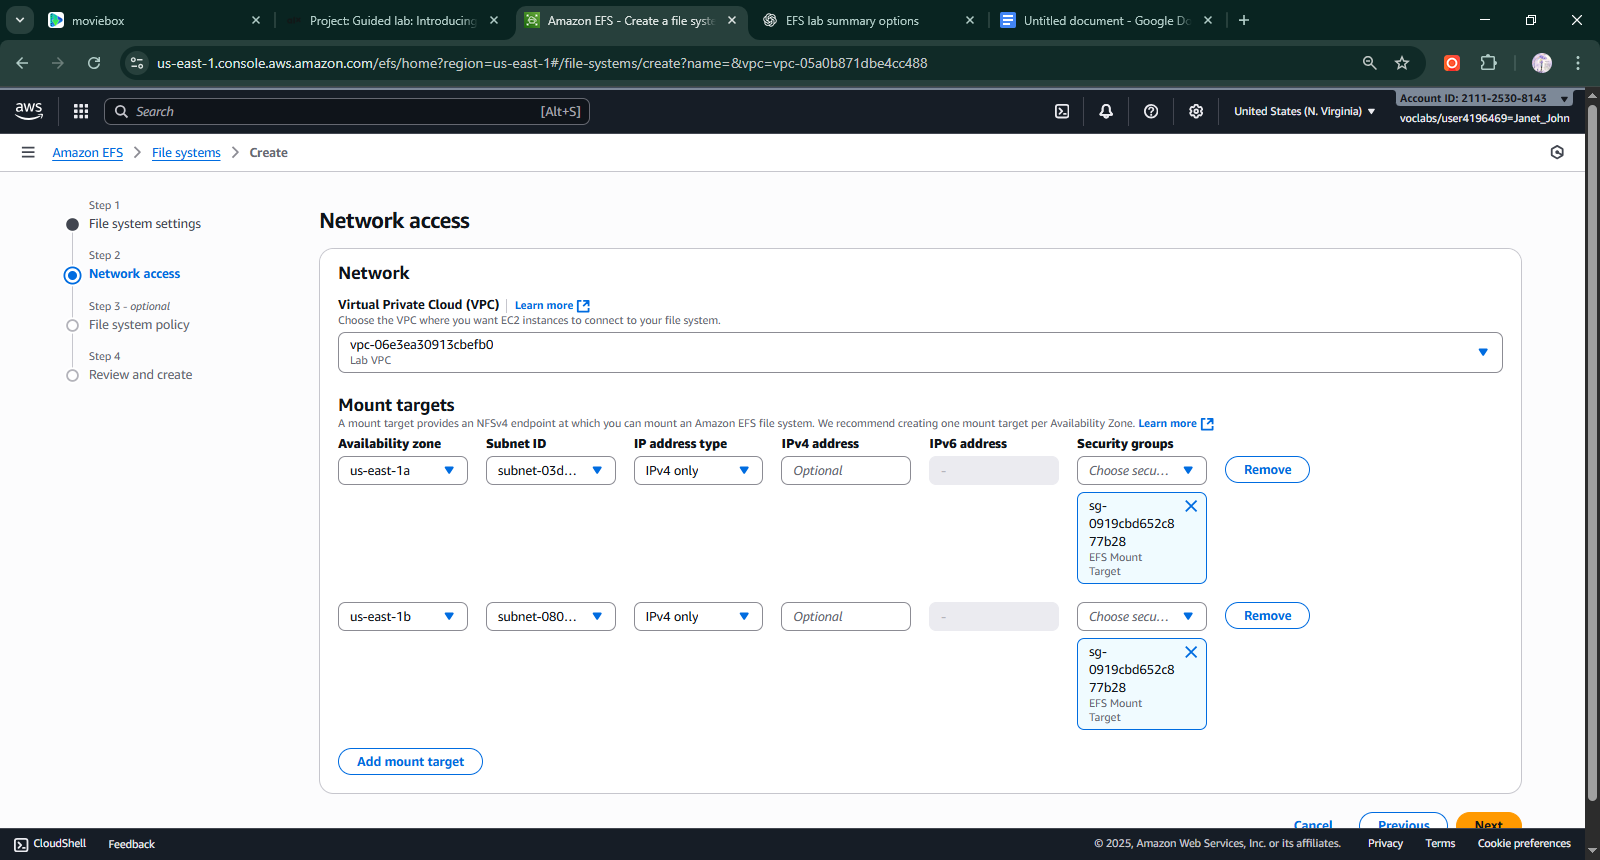 moviebox
Project: Guided lab: Introducing
Amazon EFS - Create a file syste
EFS lab summary options
Untitled document - Google Do
us-east-1.console.aws.amazon.com/efs/home?region=us-east-1#/file-systems/create?name=&vpc=vpc-05a0b871dbe4cc488
aws
Search
[Alt+S]
United States (N. Virginia)
Account ID: 2111-2530-8143
voclabs/user4196469=Janet_John
Amazon EFS
File systems
Create
Step 1
File system settings
Step 2
Network access
Step 3 - optional
File system policy
Step 4
Review and create
Network access
Network
Virtual Private Cloud (VPC)
Learn more
Choose the VPC where you want EC2 instances to connect to your file system.
vpc-06e3ea30913cbefb0
Lab VPC
Mount targets
A mount target provides an NFSv4 endpoint at which you can mount an Amazon EFS file system. We recommend creating one mount target per Availability Zone. Learn more
Availability zone
Subnet ID
IP address type
IPv4 address
IPv6 address
Security groups
us-east-1a
subnet-03d...
IPv4 only
Optional
-
Choose secu...
Remove
sg-
0919cbd652c8
77b28
EFS Mount
Target
us-east-1b
subnet-080...
IPv4 only
Optional
-
Choose secu...
Remove
sg-
0919cbd652c8
77b28
EFS Mount
Target
Add mount target
Cancel
Previous
Next
CloudShell
Feedback
© 2025, Amazon Web Services, Inc. or its affiliates.
Privacy
Terms
Cookie preferences